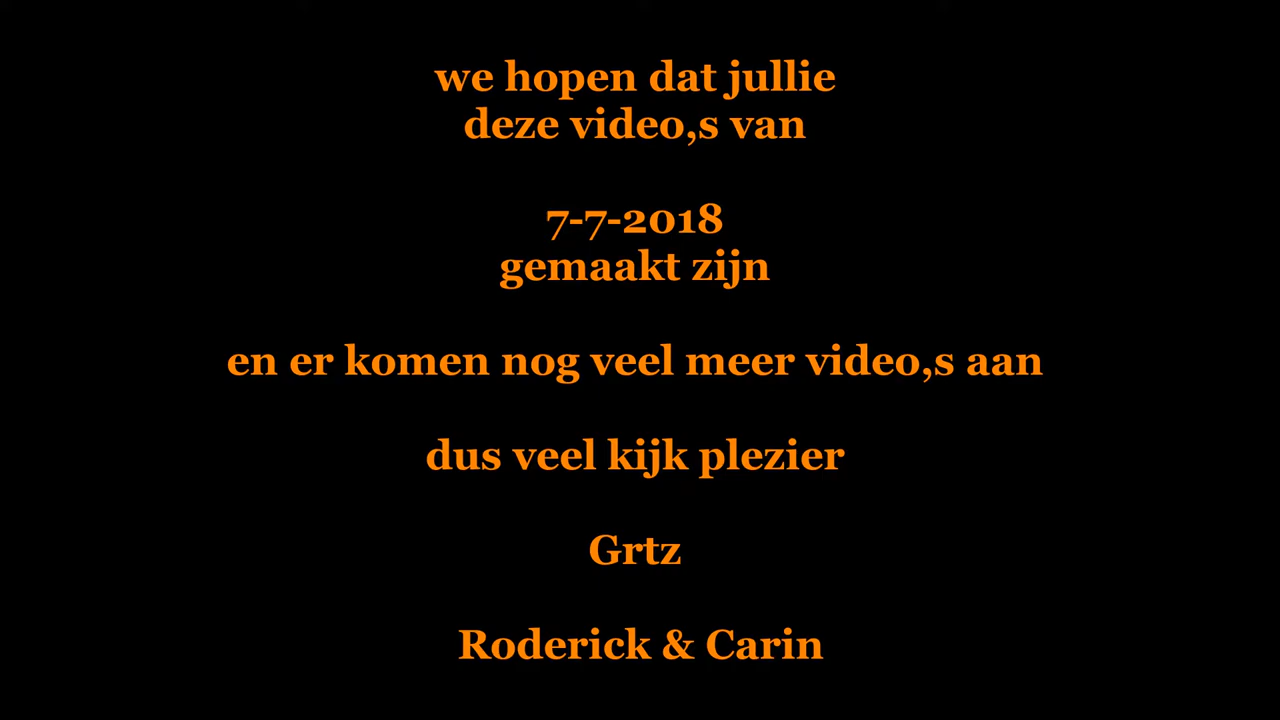 we hopen dat jullie
deze video,s van
7-7-2018
gemaakt zijn
en er komen nog veel meer video,s aan
dus veel kijk plezier
Grtz
Roderick & Carin